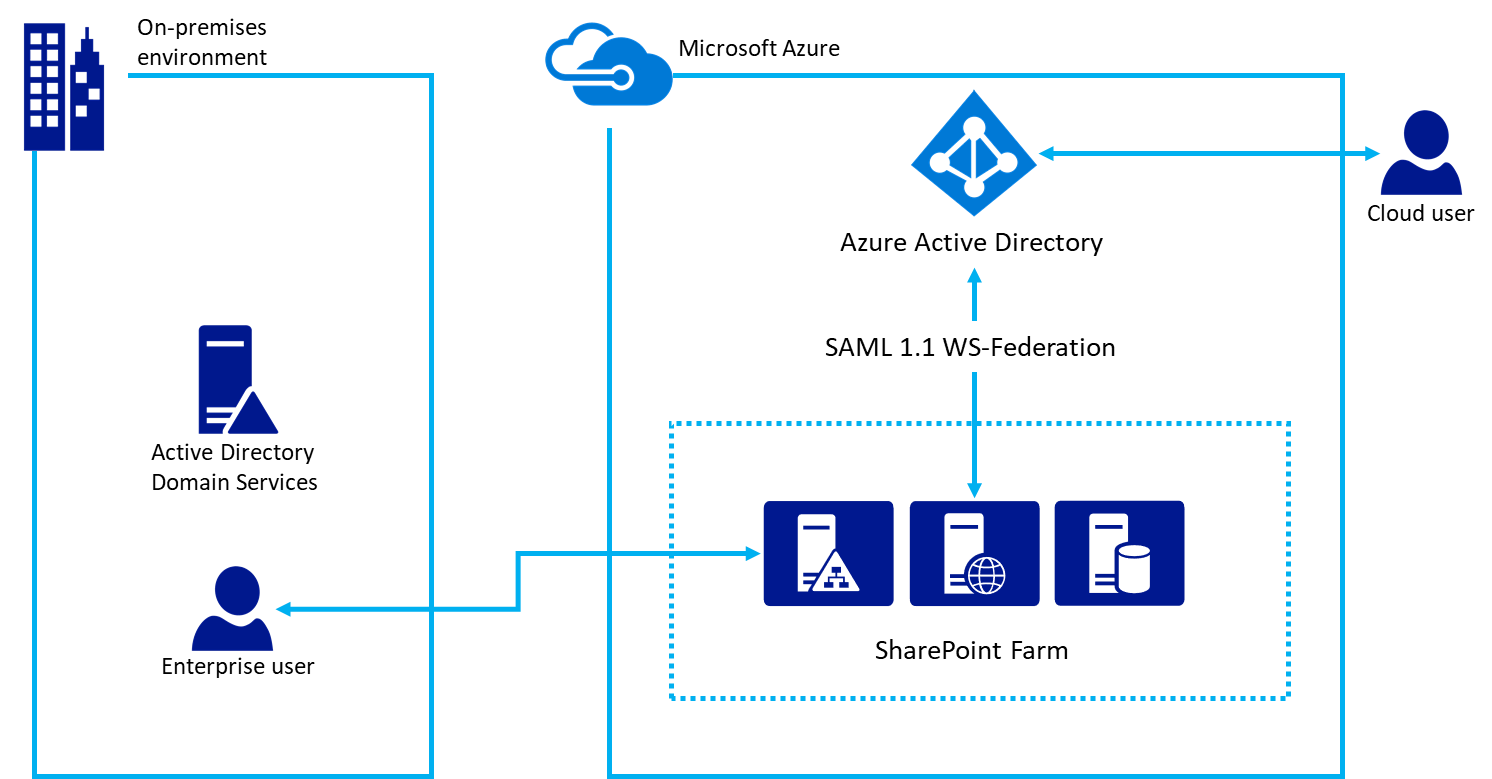 On-premises
environment
Microsoft Azure
Cloud user
Azure Active Directory
SAML 1.1 WS-Federation
Active Directory
Domain Services
Enterprise user
SharePoint Farm